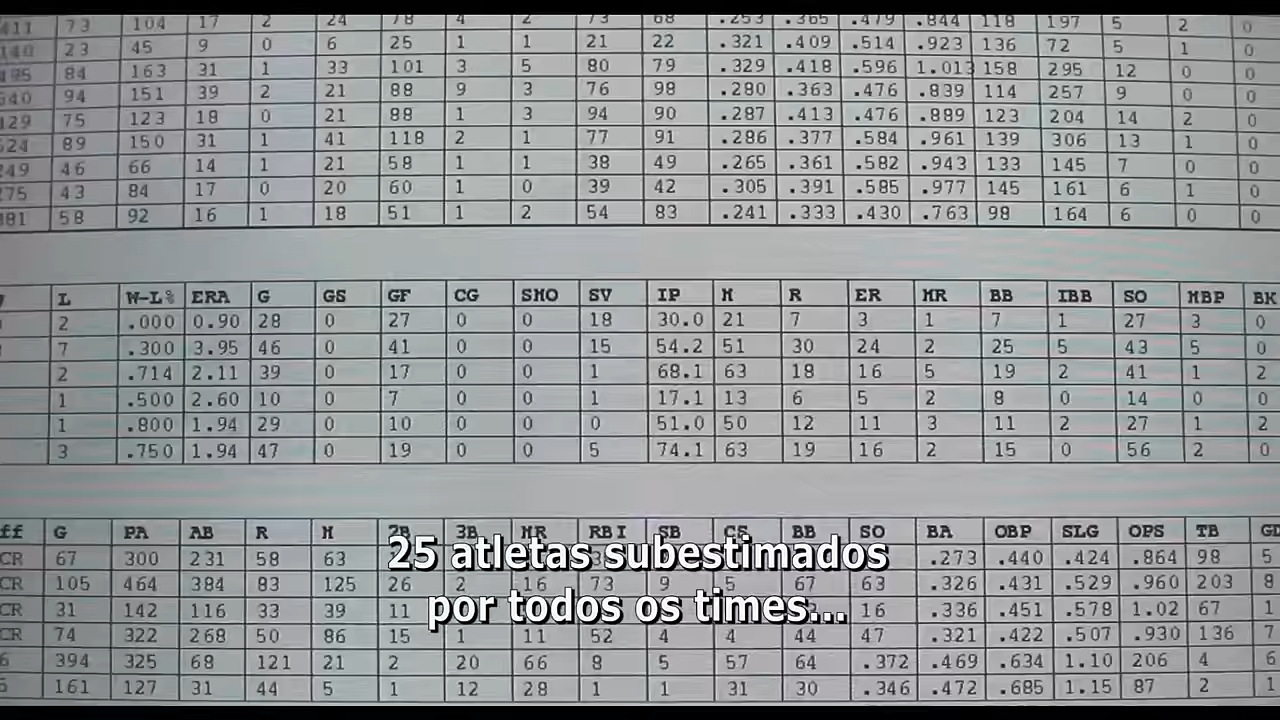 411 73 104 17 2 24 78 4 2 73 68 .253 .365 .479 .844 118 197 5 2 0
140 23 45 9 0 6 25 1 1 21 22 .321 .409 .514 .923 136 72 5 1 0
495 84 163 31 1 33 101 3 5 80 79 .329 .418 .596 1.013 158 295 12 0 0
540 94 151 39 2 21 88 9 3 76 98 .280 .363 .476 .839 114 257 9 0 0
429 75 123 18 0 21 88 1 3 94 90 .287 .413 .476 .889 123 204 14 2 0
524 89 150 31 1 41 118 2 1 77 91 .286 .377 .584 .961 139 306 13 1 0
249 46 66 14 1 21 58 1 1 38 49 .265 .361 .582 .943 133 145 7 0 0
275 43 84 17 0 20 60 1 0 39 42 .305 .391 .585 .977 145 161 6 1 0
381 58 92 16 1 18 51 1 2 54 83 .241 .333 .430 .763 98 164 6 0 0
L W-L% ERA G GS GF CG SHO SV IP H R ER HR BB IBB SO HBP BK
2 .000 0.90 28 0 27 0 0 18 30.0 21 7 3 1 7 1 27 3 0
7 .300 3.95 46 0 41 0 0 15 54.2 51 30 24 2 25 5 43 5 0
2 .714 2.11 39 0 17 0 0 1 68.1 63 18 16 5 19 2 41 1 2
1 .500 2.60 10 0 7 0 0 1 17.1 13 6 5 2 8 0 14 0 0
1 .800 1.94 29 0 10 0 0 0 51.0 50 12 11 3 11 2 27 1 2
3 .750 1.94 47 0 19 0 0 5 74.1 63 19 16 2 15 0 56 2 0
ff G PA AB R H 2B 3B HR RBI SB CS BB SO BA OBP SLG OPS TB GD
CR 67 300 231 58 63 .273 .440 .424 .864 98 5
CR 105 464 384 83 125 26 2 16 73 9 5 67 63 .326 .431 .529 .960 203 8
CR 31 142 116 33 39 11 16 .336 .451 .578 1.02 67 1
CR 74 322 268 50 86 15 1 11 52 4 4 44 47 .321 .422 .507 .930 136 7
6 394 325 68 121 21 2 20 66 8 5 57 64 .372 .469 .634 1.10 206 4 6
5 161 127 31 44 5 1 12 28 1 1 31 30 .346 .472 .685 1.15 87 2 1
25 atletas subestimados
por todos os times...